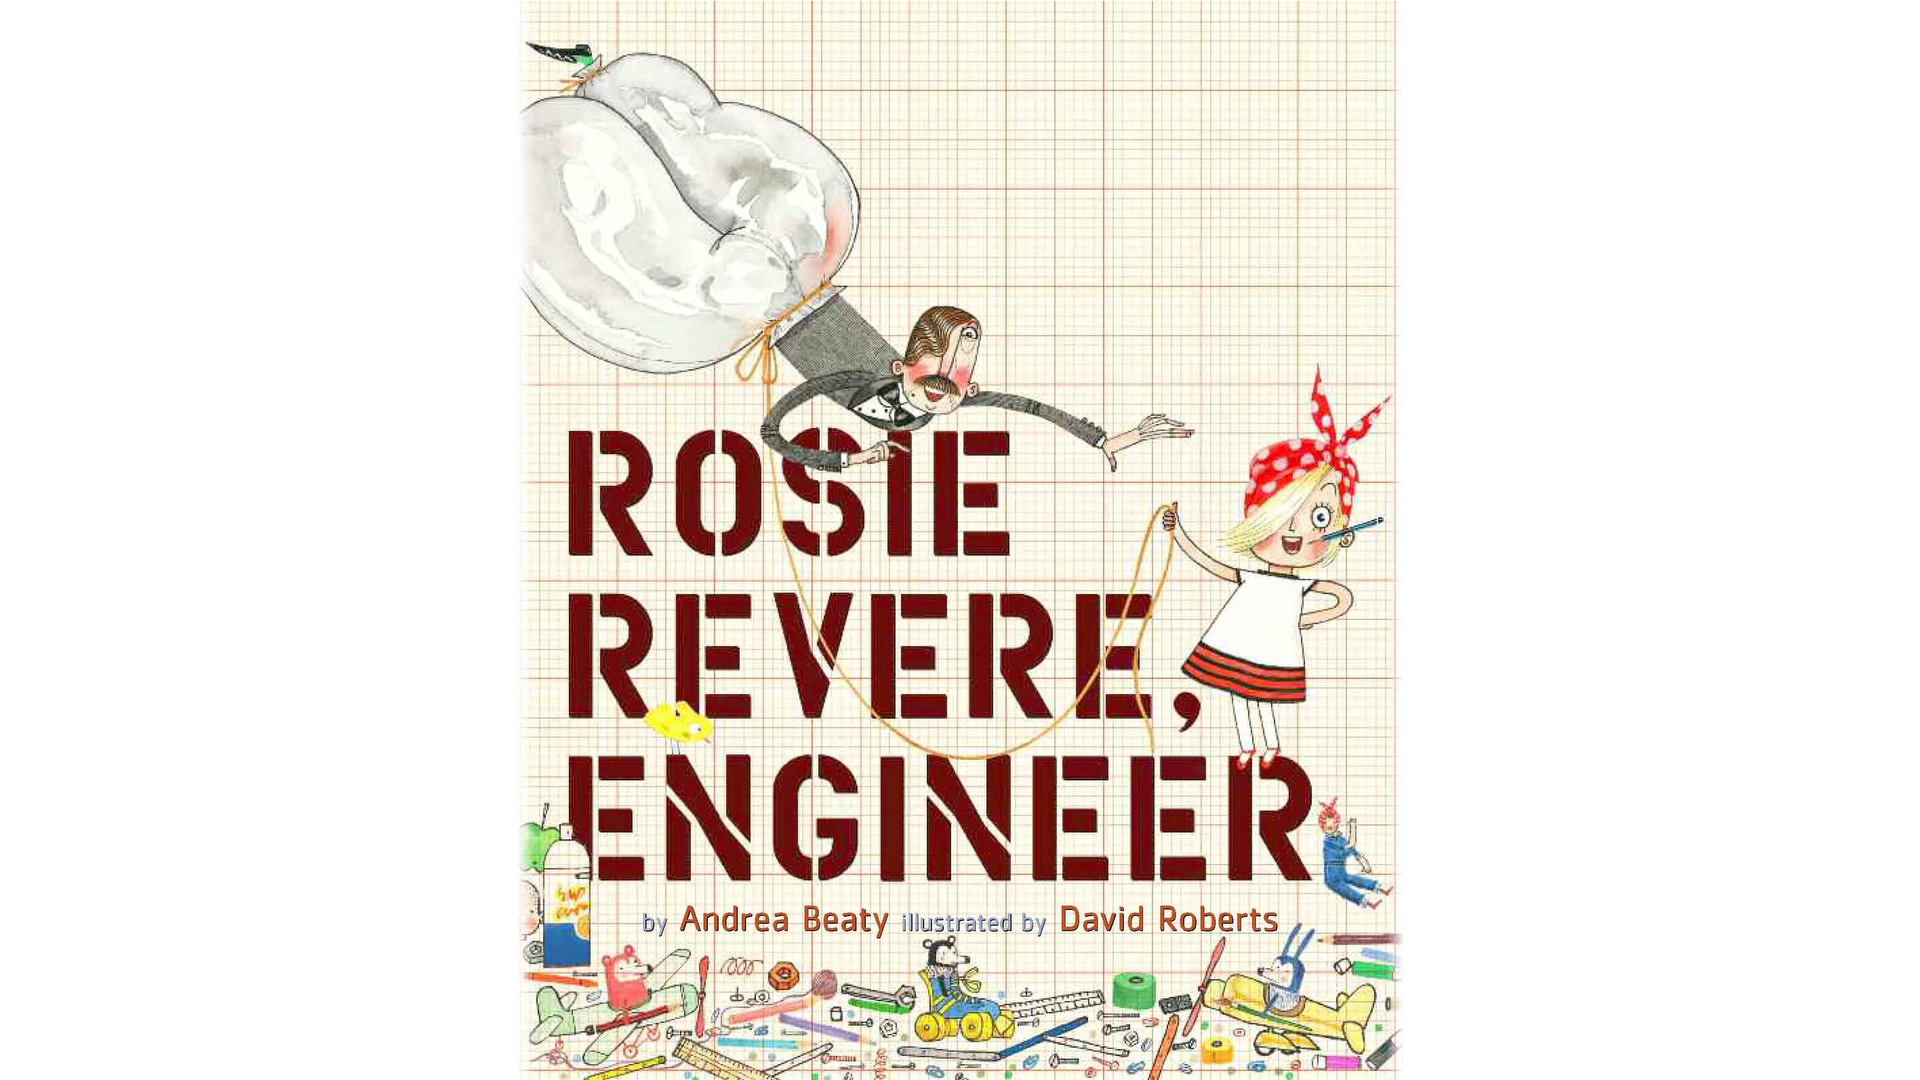 ROSIE
REVERE,
ENGINEER
by Andrea Beaty illustrated by David Roberts